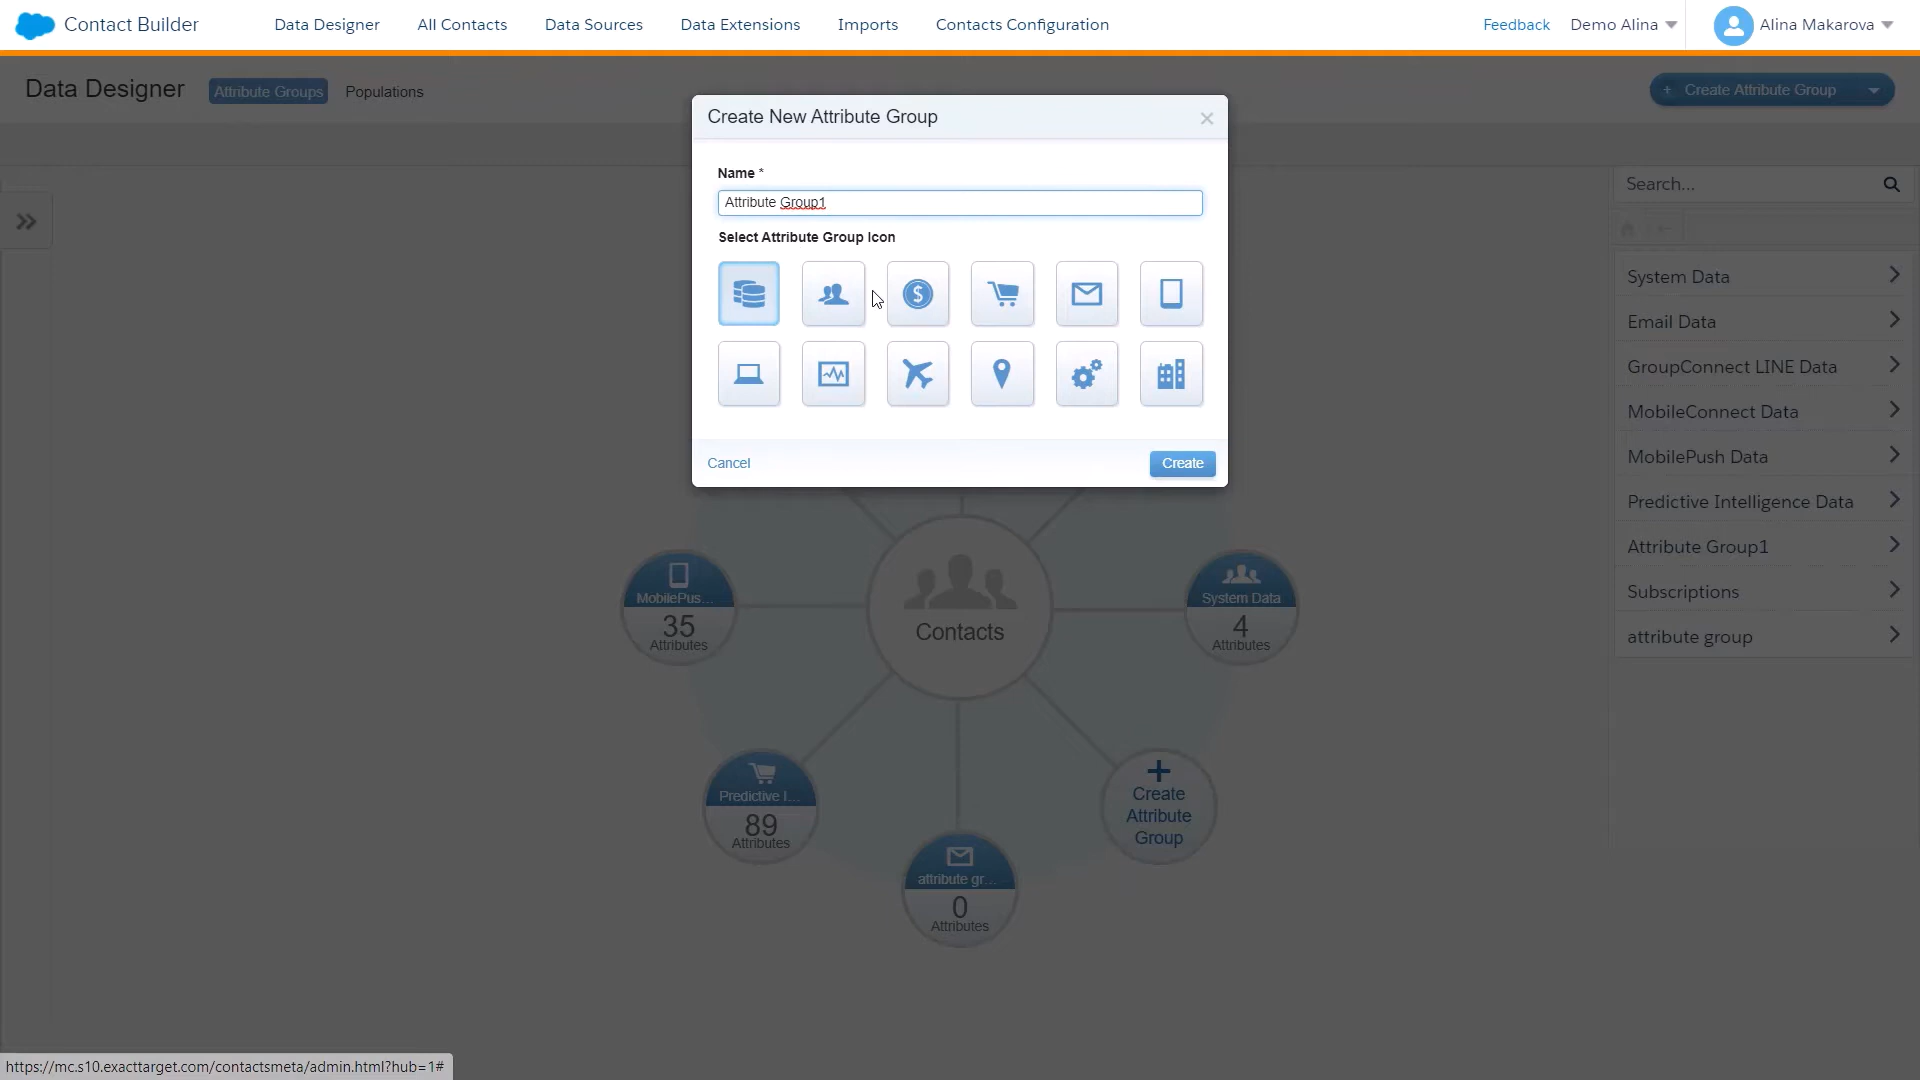 Contact Builder
Data Designer
All Contacts
Data Sources
Data Extensions
Imports
Contacts Configuration
Feedback
Demo Alina
Alina Makarova
Data Designer
Attribute Groups
Populations
+ Create Attribute Group
Create New Attribute Group
×
Name *
Attribute Group1
Select Attribute Group Icon
Cancel
Create
Search...
System Data
Email Data
GroupConnect LINE Data
MobileConnect Data
MobilePush Data
Predictive Intelligence Data
Attribute Group1
Subscriptions
attribute group
Contacts
MobilePus...
35
Attributes
System Data
4
Attributes
Predictive I...
89
Attributes
Create
Attribute
Group
attribute gr...
0
Attributes
https://mc.s10.exacttarget.com/contactsmeta/admin.html?hub=1#